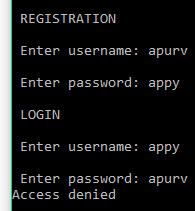 REGISTRATION
Enter username: apurv
Enter password: appy
LOGIN
Enter username: appy
Enter password: apurv
Access denied